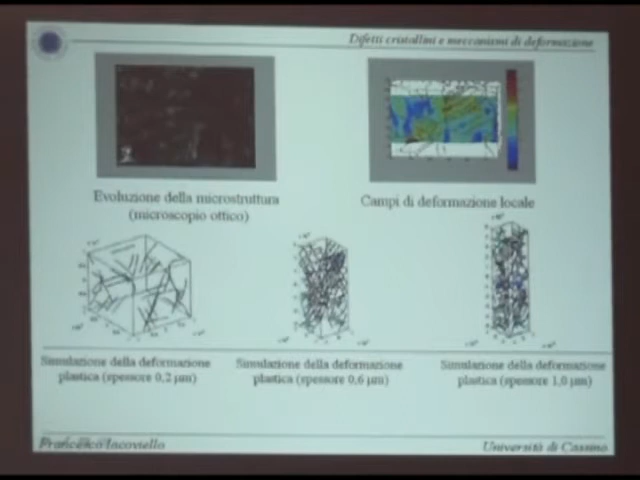 Difetti cristallini e meccanismi di deformazione
Evoluzione della microstruttura
(microscopio ottico)
Campi di deformazione locale
Simulazione della deformazione
plastica (spessore 0,2 µm)
Simulazione della deformazione
plastica (spessore 0,6 µm)
Simulazione della deformazione
plastica (spessore 1,0 µm)
Francesco Iacoviello
Università di Cassino